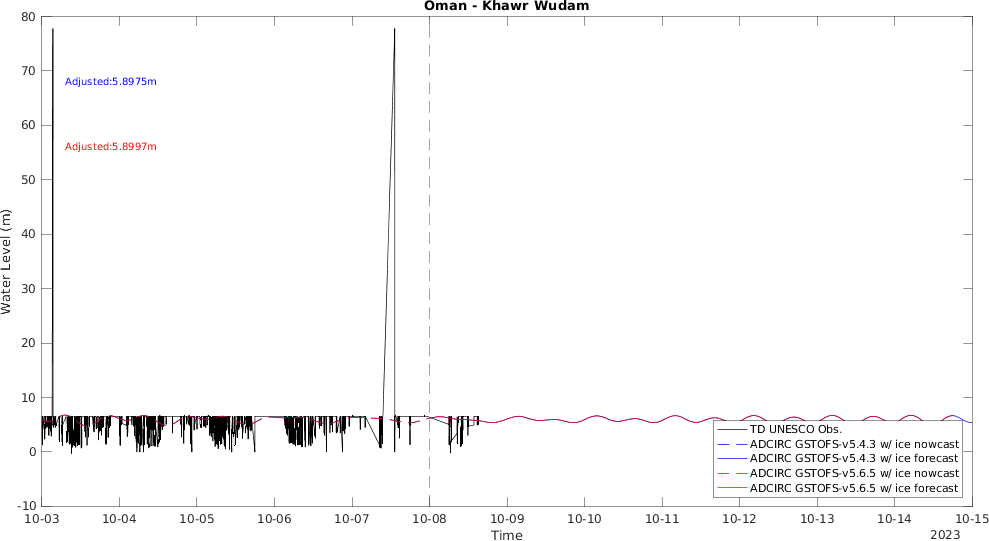 Oman - Khawr Wudam
80
70
60
50
40
30
20
10
0
-10
Water Level (m)
Adjusted:5.8975m
Adjusted:5.8997m
TD UNESCO Obs.
ADCIRC GSTOFS-v5.4.3 w/ ice nowcast
ADCIRC GSTOFS-v5.4.3 w/ ice forecast
ADCIRC GSTOFS-v5.6.5 w/ ice nowcast
ADCIRC GSTOFS-v5.6.5 w/ ice forecast
10-03 10-04 10-05 10-06 10-07 10-08 10-09 10-10 10-11 10-12 10-13 10-14 10-15
Time
2023